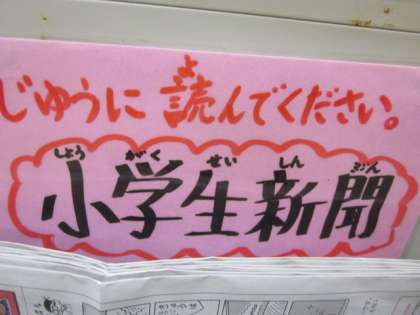 じゆうに 読んでください。
小学生新聞